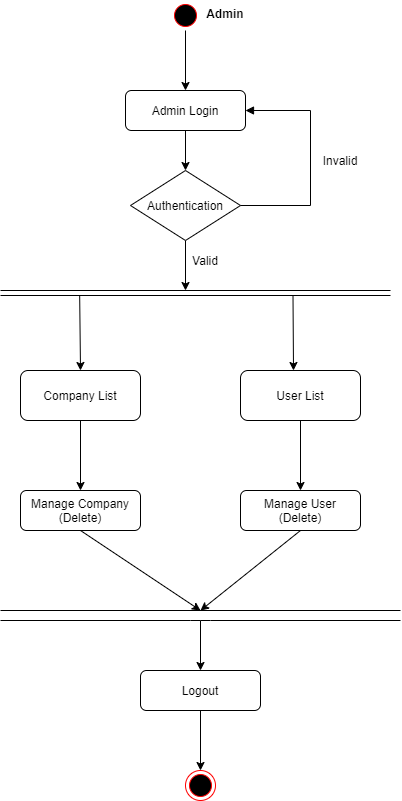 Admin
Admin Login
Invalid
Authentication
Valid
Company List
User List
Manage Company
(Delete)
Manage User
(Delete)
Logout